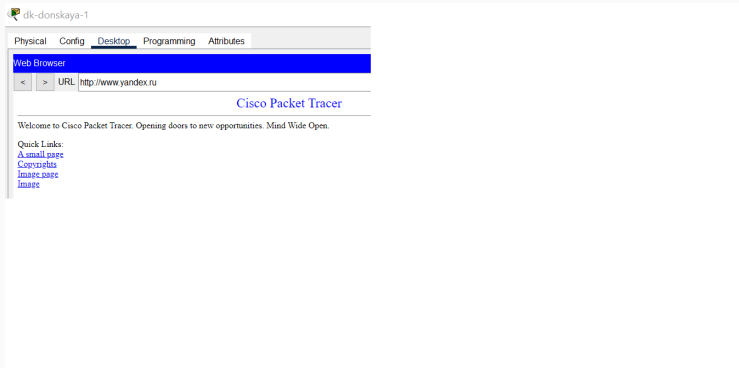 dk-donskaya-1
Physical Config Desktop Programming Attributes
Web Browser
< > URL http://www.yandex.ru
Cisco Packet Tracer
Welcome to Cisco Packet Tracer. Opening doors to new opportunities. Mind Wide Open.
Quick Links:
A small page
Copyrights
Image page
Image